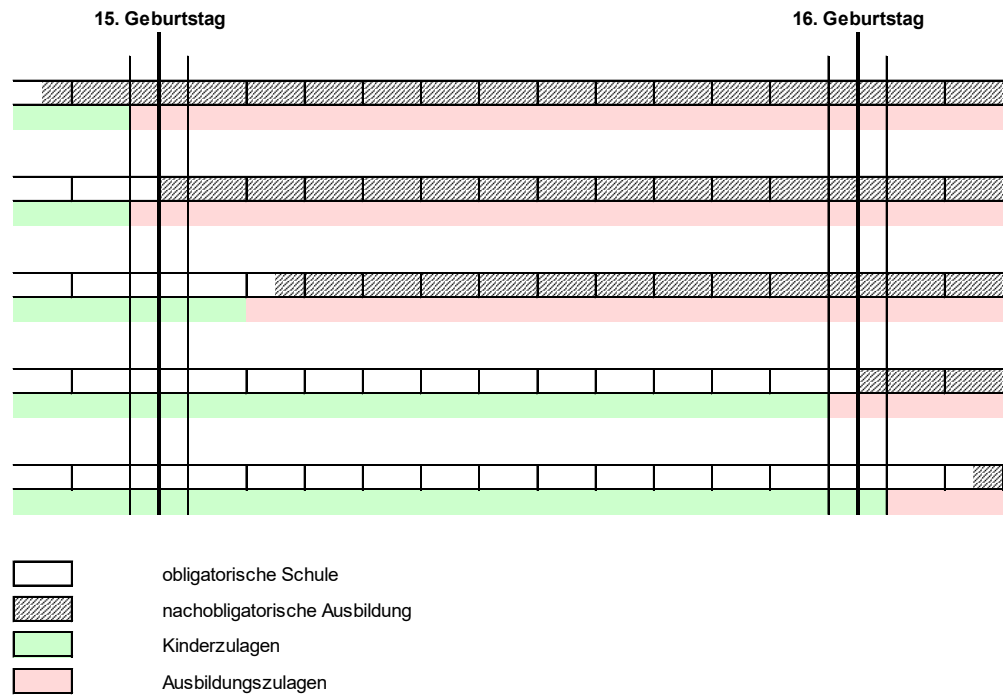 15. Geburtstag
16. Geburtstag
obligatorische Schule
nachobligatorische Ausbildung
Kinderzulagen
Ausbildungszulagen